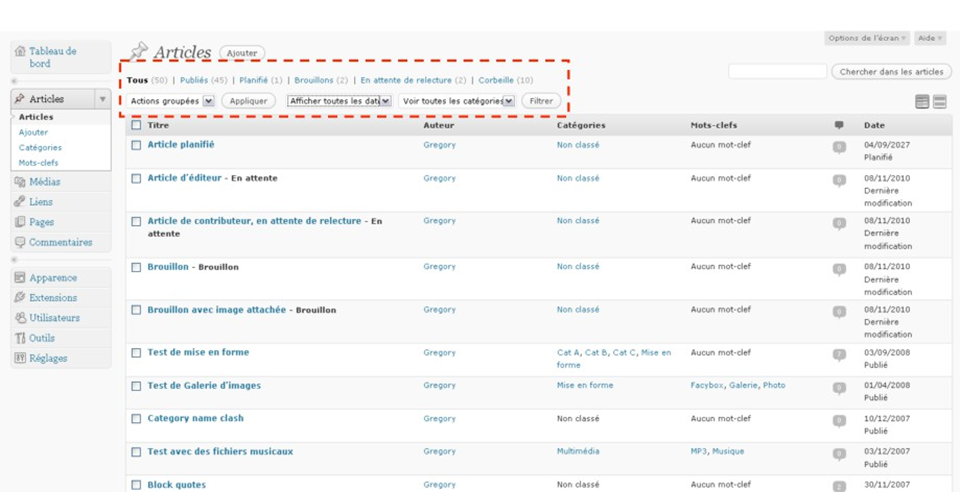 Options de l'écran
Aide
Tableau de
bord
Articles
Articles
Ajouter
Catégories
Mots-clefs
Médias
Liens
Pages
Commentaires
Apparence
Extensions
Utilisateurs
Outils
Réglages
Articles Ajouter
Tous (50) | Publiés (45) | Planifié (1) | Brouillons (2) | En attente de relecture (2) | Corbeille (10)
Chercher dans les articles
Actions groupées Appliquer Afficher toutes les dat Voir toutes les catégories Filtrer
Titre Auteur Catégories Mots-clefs Date
Article planifié Gregory Non classé Aucun mot-clef 0 04/09/2027
Planifié
Article d'éditeur - En attente Gregory Non classé Aucun mot-clef 0 08/11/2010
Dernière
modification
Article de contributeur, en attente de relecture - En Gregory Non classé Aucun mot-clef 0 08/11/2010
attente Dernière
modification
Brouillon - Brouillon Gregory Non classé Aucun mot-clef 0 08/11/2010
Dernière
modification
Brouillon avec image attachée - Brouillon Gregory Non classé Aucun mot-clef 0 08/11/2010
Dernière
modification
Test de mise en forme Gregory Cat A, Cat B, Cat C, Mise en Aucun mot-clef 03/09/2008
forme Publié
Test de Galerie d'images Gregory Mise en forme Facybox, Galerie, Photo 0 01/04/2008
Publié
Category name clash Gregory Non classé Aucun mot-clef 0 10/12/2007
Publié
Test avec des fichiers musicaux Gregory Multimédia MP3, Musique 0 03/12/2007
Publié
Block quotes Gregory Non classé Aucun mot-clef 2 30/11/2007